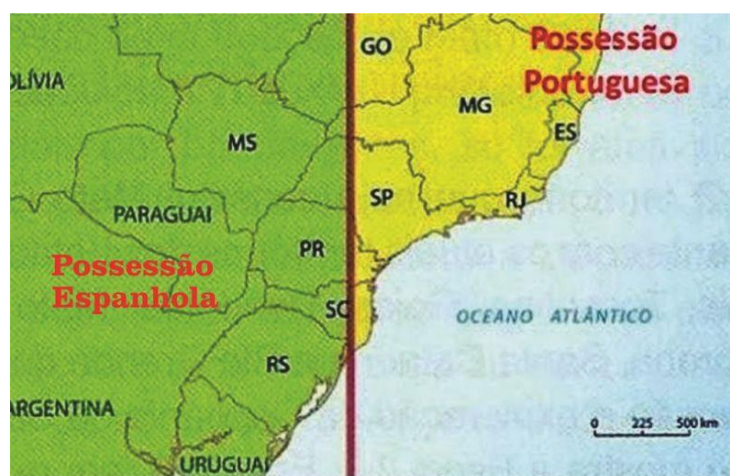 GO
Possessão
Portuguesa
OLÍVIA
MG
ES
MS
SP
RJ
PARAGUAI
PR
Possessão
Espanhola
SC
OCEANO ATLÂNTICO
RS
ARGENTINA
0 225 500 km
URUGUAI